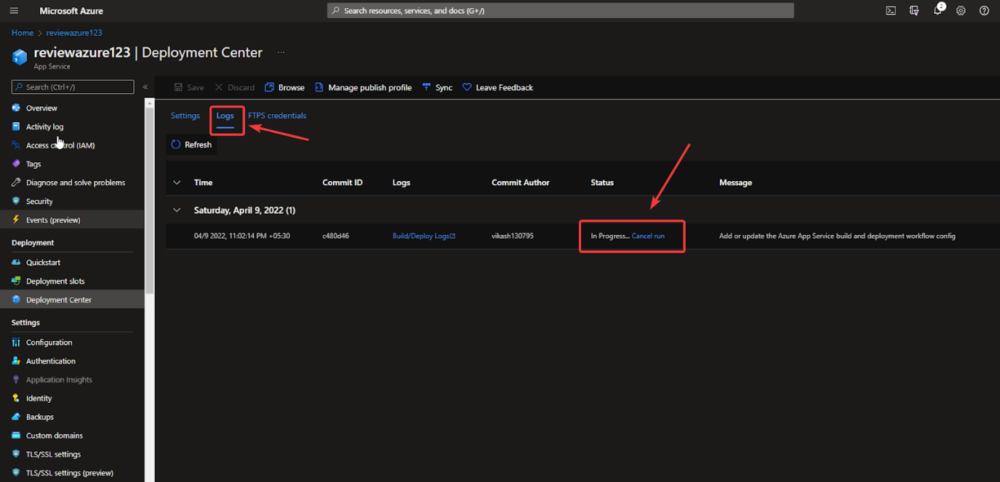 Microsoft Azure
Search resources, services, and docs (G+/)
2
Home > reviewazure123
reviewazure123 | Deployment Center ...
App Service
Search (Ctrl+/)
«
Save
Discard
Browse
Manage publish profile
Sync
Leave Feedback
Overview
Activity log
Access control (IAM)
Tags
Diagnose and solve problems
Security
Events (preview)
Deployment
Quickstart
Deployment slots
Deployment Center
Settings
Configuration
Authentication
Application Insights
Identity
Backups
Custom domains
TLS/SSL settings
TLS/SSL settings (preview)
Settings Logs FTPS credentials
Refresh
Time Commit ID Logs Commit Author Status Message
Saturday, April 9, 2022 (1)
04/9 2022, 11:02:14 PM +05:30 c480d46 Build/Deploy Logs vikash130795 In Progress... Cancel run Add or update the Azure App Service build and deployment workflow config